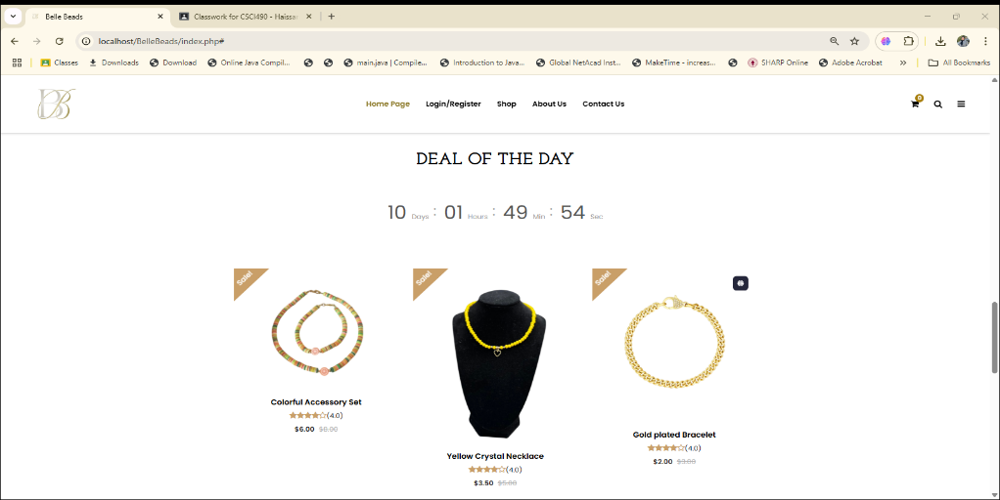 Belle Beads
Classwork for CSCI490 - Haissa
localhost/BelleBeads/index.php#
Classes
Downloads
Download
Online Java Compil...
main.java | Compile...
Introduction to Java...
Global NetAcad Inst...
MakeTime - increas...
SHARP Online
Adobe Acrobat
All Bookmarks
BB
Home Page
Login/Register
Shop
About Us
Contact Us
0
DEAL OF THE DAY
10 Days : 01 Hours : 49 Min : 54 Sec
Sale!
Sale!
Sale!
Colorful Accessory Set
(4.0)
$6.00 $8.00
Yellow Crystal Necklace
(4.0)
$3.50 $5.00
Gold plated Bracelet
(4.0)
$2.00